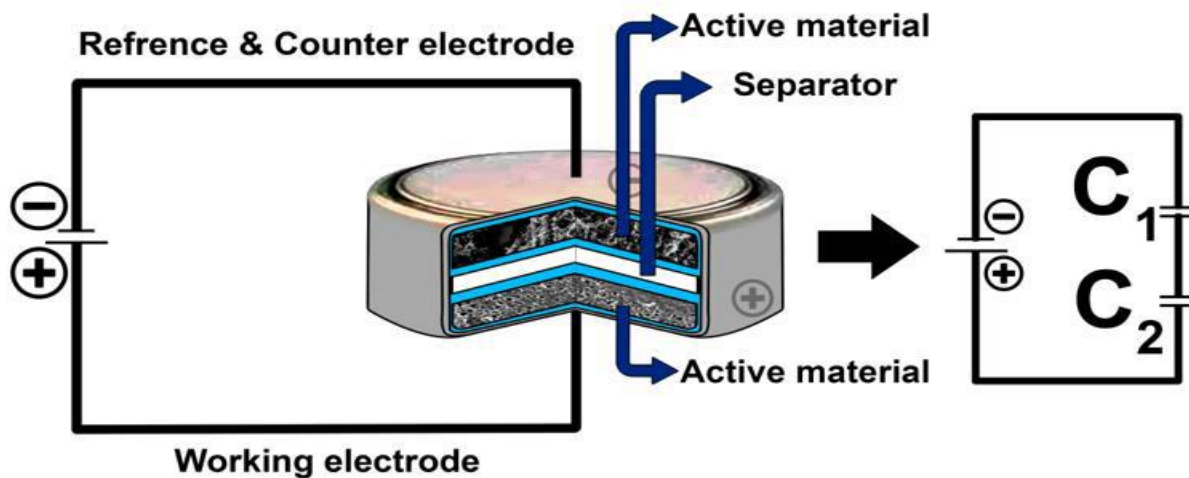 Refrence & Counter electrode
Active material
Separator
C1
C2
Active material
Working electrode